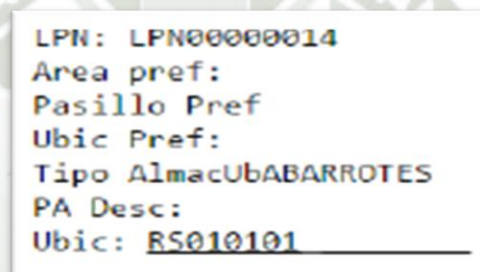 LPN: LPN00000014
Area pref:
Pasillo Pref
Ubic Pref:
Tipo AlmacUbABARROTES
PA Desc:
Ubic: RS010101